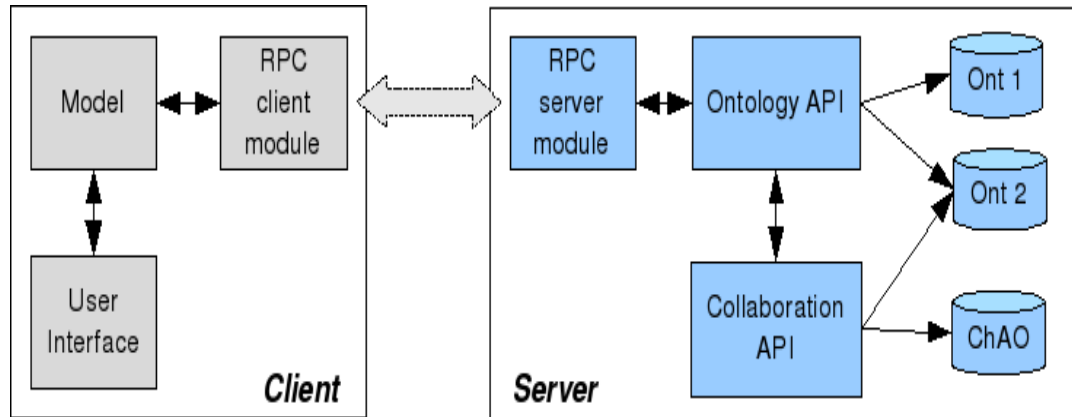 Model
RPC
client
module
User
Interface
Client
RPC
server
module
Ontology API
Collaboration
API
Ont 1
Ont 2
ChAO
Server